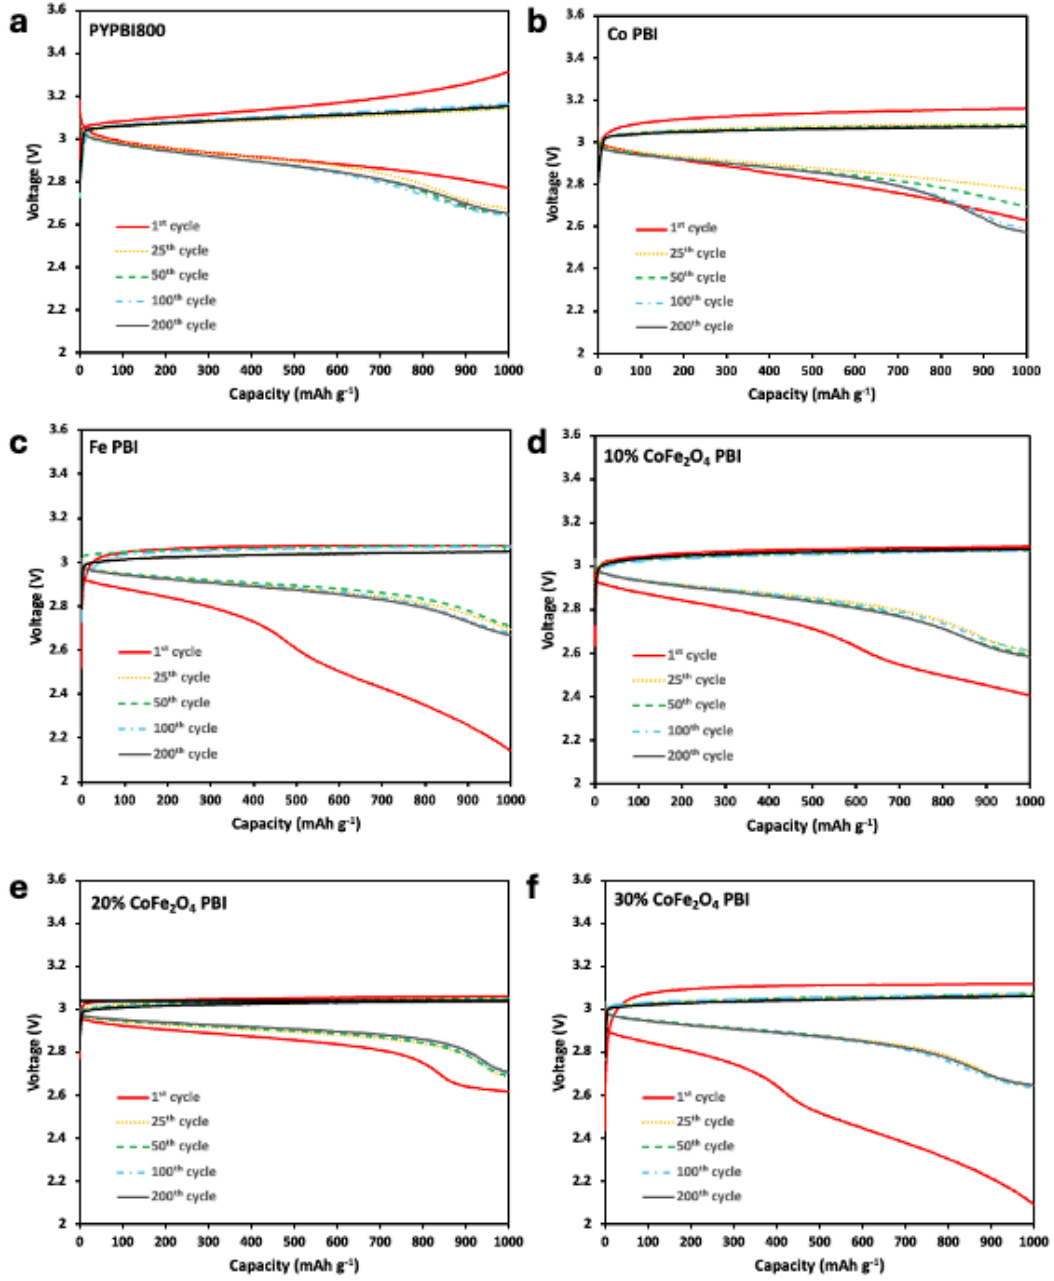 a
PYPBI800
3.6
3.4
3.2
3
2.8
2.6
2.4
2.2
2
Voltage (V)
1st cycle
25th cycle
50th cycle
100th cycle
200th cycle
0 100 200 300 400 500 600 700 800 900 1000
Capacity (mAh g⁻¹)
b
Co PBI
3.6
3.4
3.2
3
2.8
2.6
2.4
2.2
2
Voltage (V)
1st cycle
25th cycle
50th cycle
100th cycle
200th cycle
0 100 200 300 400 500 600 700 800 900 1000
Capacity (mAh g⁻¹)
c
Fe PBI
3.6
3.4
3.2
3
2.8
2.6
2.4
2.2
2
Voltage (V)
1st cycle
25th cycle
50th cycle
100th cycle
200th cycle
0 100 200 300 400 500 600 700 800 900 1000
Capacity (mAh g⁻¹)
d
10% CoFe₂O₄ PBI
3.6
3.4
3.2
3
2.8
2.6
2.4
2.2
2
Voltage (V)
1st cycle
25th cycle
50th cycle
100th cycle
200th cycle
0 100 200 300 400 500 600 700 800 900 1000
Capacity (mAh g⁻¹)
e
20% CoFe₂O₄ PBI
3.6
3.4
3.2
3
2.8
2.6
2.4
2.2
2
Voltage (V)
1st cycle
25th cycle
50th cycle
100th cycle
200th cycle
0 100 200 300 400 500 600 700 800 900 1000
Capacity (mAh g⁻¹)
f
30% CoFe₂O₄ PBI
3.6
3.4
3.2
3
2.8
2.6
2.4
2.2
2
Voltage (V)
1st cycle
25th cycle
50th cycle
100th cycle
200th cycle
0 100 200 300 400 500 600 700 800 900 1000
Capacity (mAh g⁻¹)